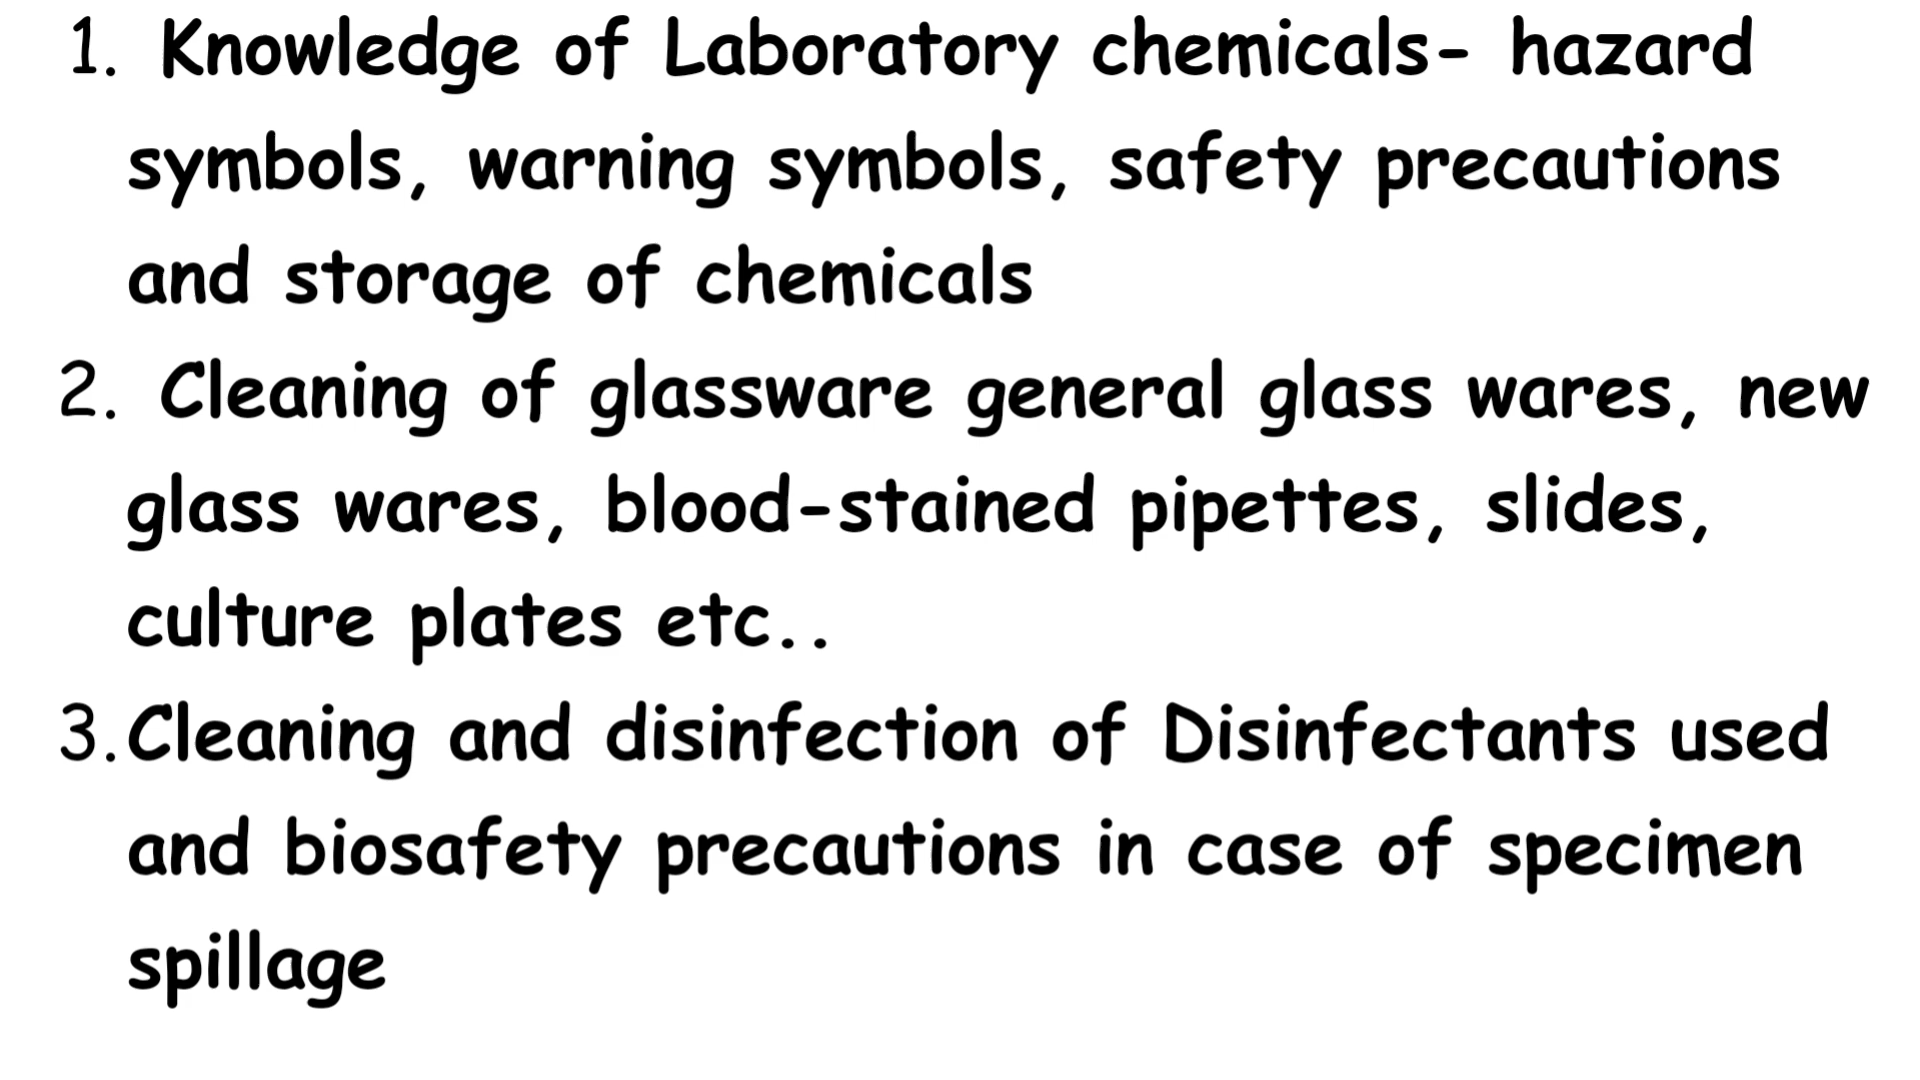 1. Knowledge of Laboratory chemicals- hazard
symbols, warning symbols, safety precautions
and storage of chemicals
2. Cleaning of glassware general glass wares, new
glass wares, blood-stained pipettes, slides,
culture plates etc..
3.Cleaning and disinfection of Disinfectants used
and biosafety precautions in case of specimen
spillage